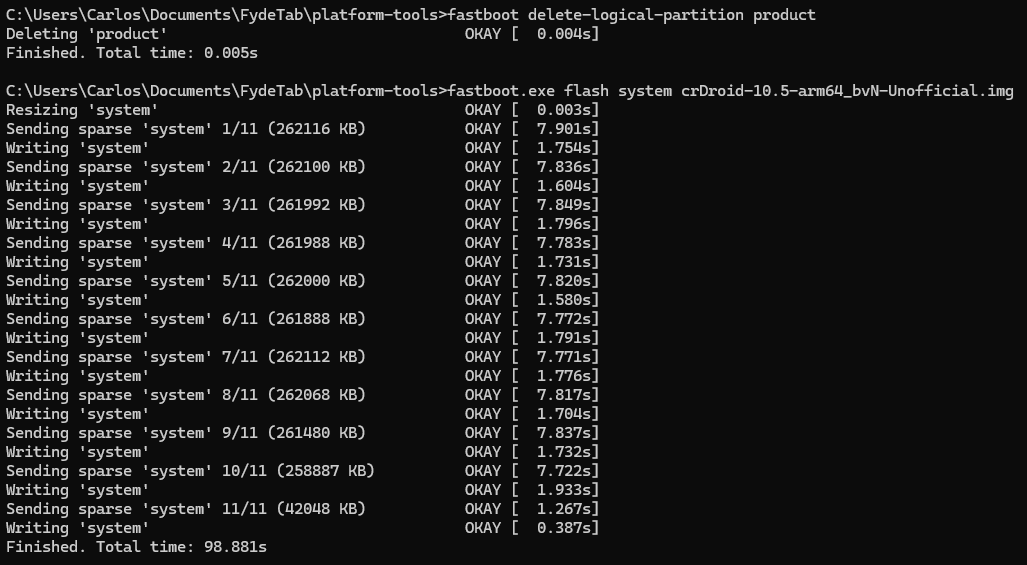 C:\Users\Carlos\Documents\FydeTab\platform-tools>fastboot delete-logical-partition product
Deleting 'product'                                 OKAY [  0.004s]
Finished. Total time: 0.005s

C:\Users\Carlos\Documents\FydeTab\platform-tools>fastboot.exe flash system crDroid-10.5-arm64_bvN-Unofficial.img
Resizing 'system'                                  OKAY [  0.003s]
Sending sparse 'system' 1/11 (262116 KB)           OKAY [  7.901s]
Writing 'system'                                   OKAY [  1.754s]
Sending sparse 'system' 2/11 (262100 KB)           OKAY [  7.836s]
Writing 'system'                                   OKAY [  1.604s]
Sending sparse 'system' 3/11 (261992 KB)           OKAY [  7.849s]
Writing 'system'                                   OKAY [  1.796s]
Sending sparse 'system' 4/11 (261988 KB)           OKAY [  7.783s]
Writing 'system'                                   OKAY [  1.731s]
Sending sparse 'system' 5/11 (262000 KB)           OKAY [  7.820s]
Writing 'system'                                   OKAY [  1.580s]
Sending sparse 'system' 6/11 (261888 KB)           OKAY [  7.772s]
Writing 'system'                                   OKAY [  1.791s]
Sending sparse 'system' 7/11 (262112 KB)           OKAY [  7.771s]
Writing 'system'                                   OKAY [  1.776s]
Sending sparse 'system' 8/11 (262068 KB)           OKAY [  7.817s]
Writing 'system'                                   OKAY [  1.704s]
Sending sparse 'system' 9/11 (261480 KB)           OKAY [  7.837s]
Writing 'system'                                   OKAY [  1.732s]
Sending sparse 'system' 10/11 (258887 KB)          OKAY [  7.722s]
Writing 'system'                                   OKAY [  1.933s]
Sending sparse 'system' 11/11 (42048 KB)           OKAY [  1.267s]
Writing 'system'                                   OKAY [  0.387s]
Finished. Total time: 98.881s